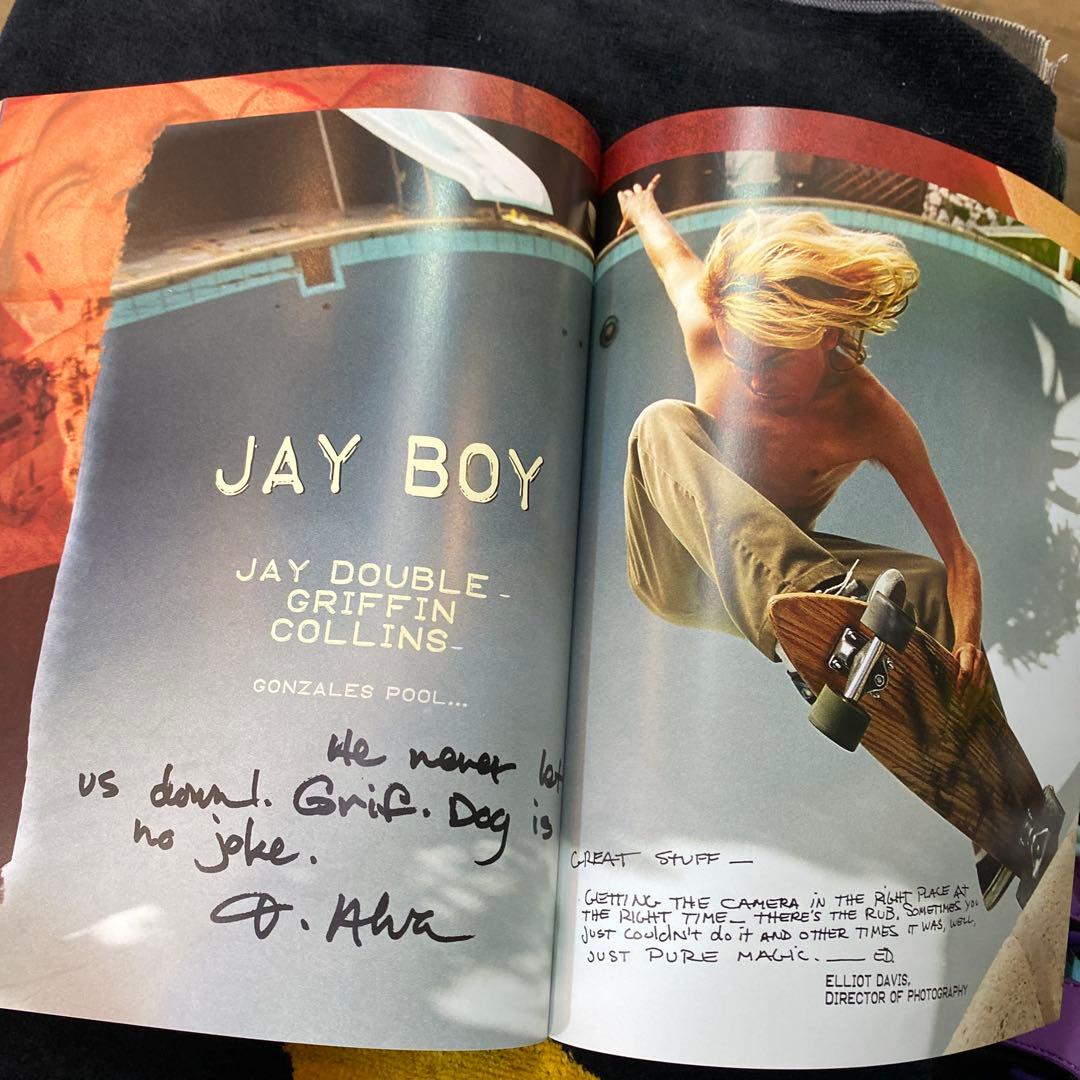 JAY BOY
JAY DOUBLE -
GRIFFIN
COLLINS-
GONZALES POOL...
He never let
us down. Grif. Dog is
no joke.
T. Alva
GREAT STUFF —
GETTING THE CAMERA IN THE RIGHT PLACE AT
THE RIGHT TIME — THERE'S THE RUB, SOMETIMES YOU
JUST COULDN'T do it AND OTHER TIMES IT WAS, WELL,
JUST PURE MAGIC. — ED.
ELLIOT DAVIS,
DIRECTOR OF PHOTOGRAPHY